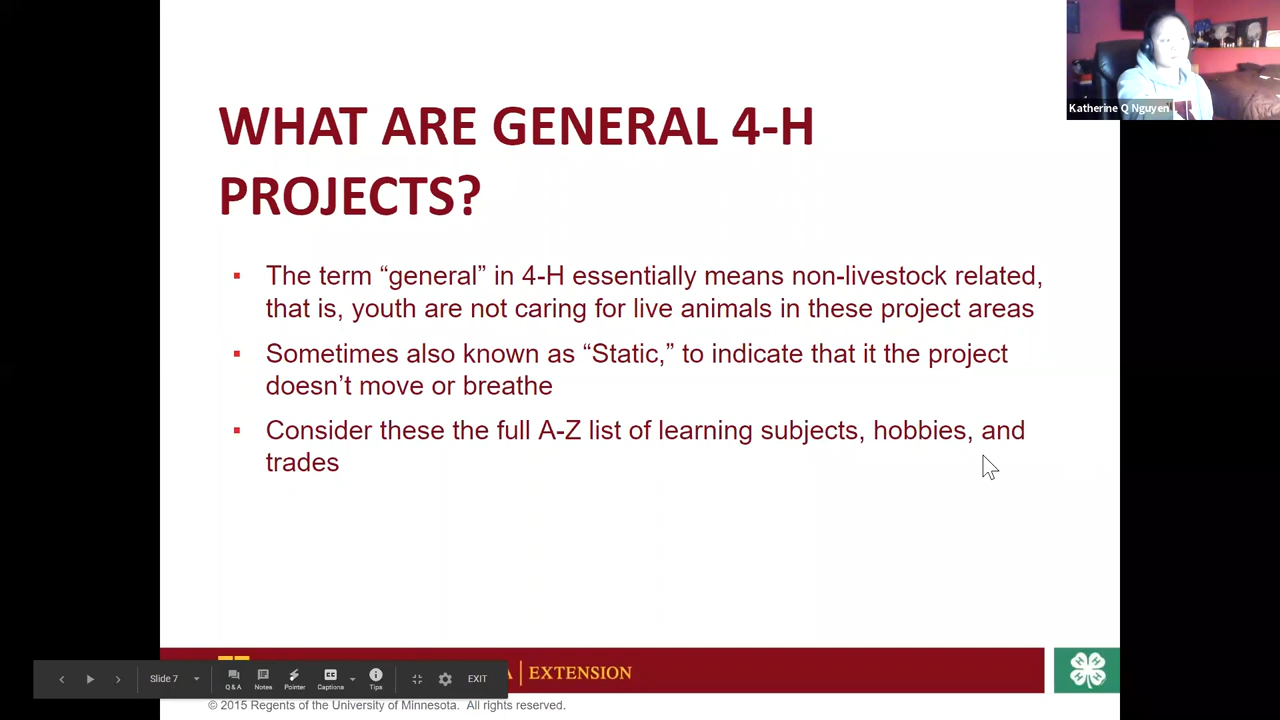 WHAT ARE GENERAL 4-H
PROJECTS?
Katherine Q Nguyen
▪ The term “general” in 4-H essentially means non-livestock related,
that is, youth are not caring for live animals in these project areas
▪ Sometimes also known as “Static,” to indicate that it the project
doesn’t move or breathe
▪ Consider these the full A-Z list of learning subjects, hobbies, and
trades
EXTENSION
Slide 7
Q & A
Notes
Pointer
Captions
Tips
EXIT
© 2015 Regents of the University of Minnesota. All rights reserved.
H H H H